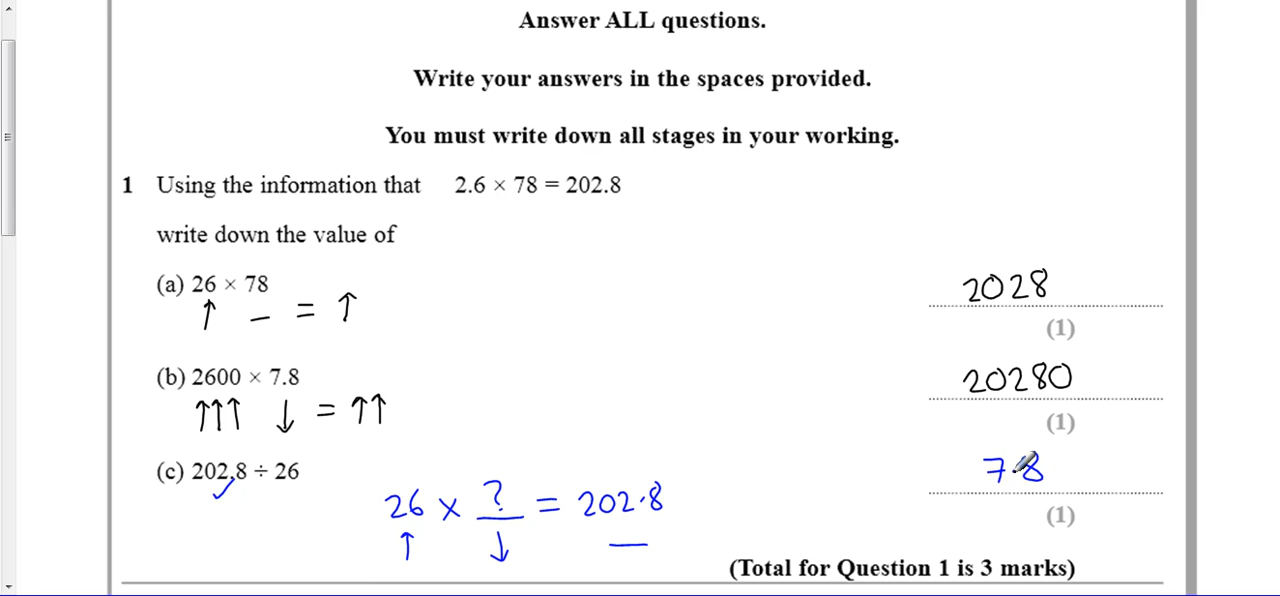 Answer ALL questions.
Write your answers in the spaces provided.
You must write down all stages in your working.
1 Using the information that 2.6 × 78 = 202.8
write down the value of
(a) 26 × 78
↑ – = ↑
2028
(1)
(b) 2600 × 7.8
↑↑↑ ↓ = ↑↑
20280
(1)
(c) 202.8 ÷ 26
7.8
26 × ? = 202.8
↑ ↓ —
(1)
(Total for Question 1 is 3 marks)